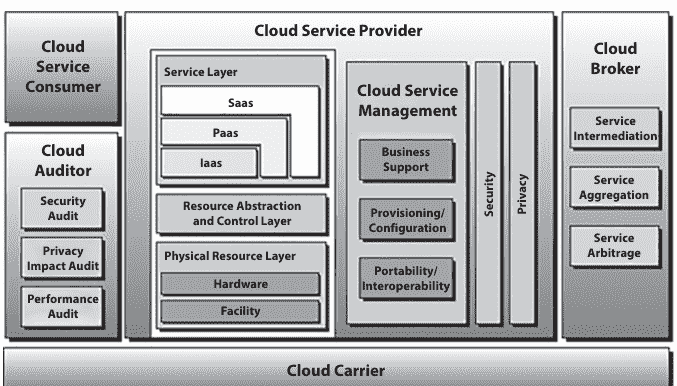 Cloud
Service
Consumer
Cloud
Auditor
Security
Audit
Privacy
Impact Audit
Performance
Audit
Cloud Service Provider
Service Layer
Saas
Paas
Iaas
Resource Abstraction
and Control Layer
Physical Resource Layer
Hardware
Facility
Cloud Service
Management
Business
Support
Provisioning/
Configuration
Portability/
Interoperability
Security
Privacy
Cloud
Broker
Service
Intermediation
Service
Aggregation
Service
Arbitrage
Cloud Carrier